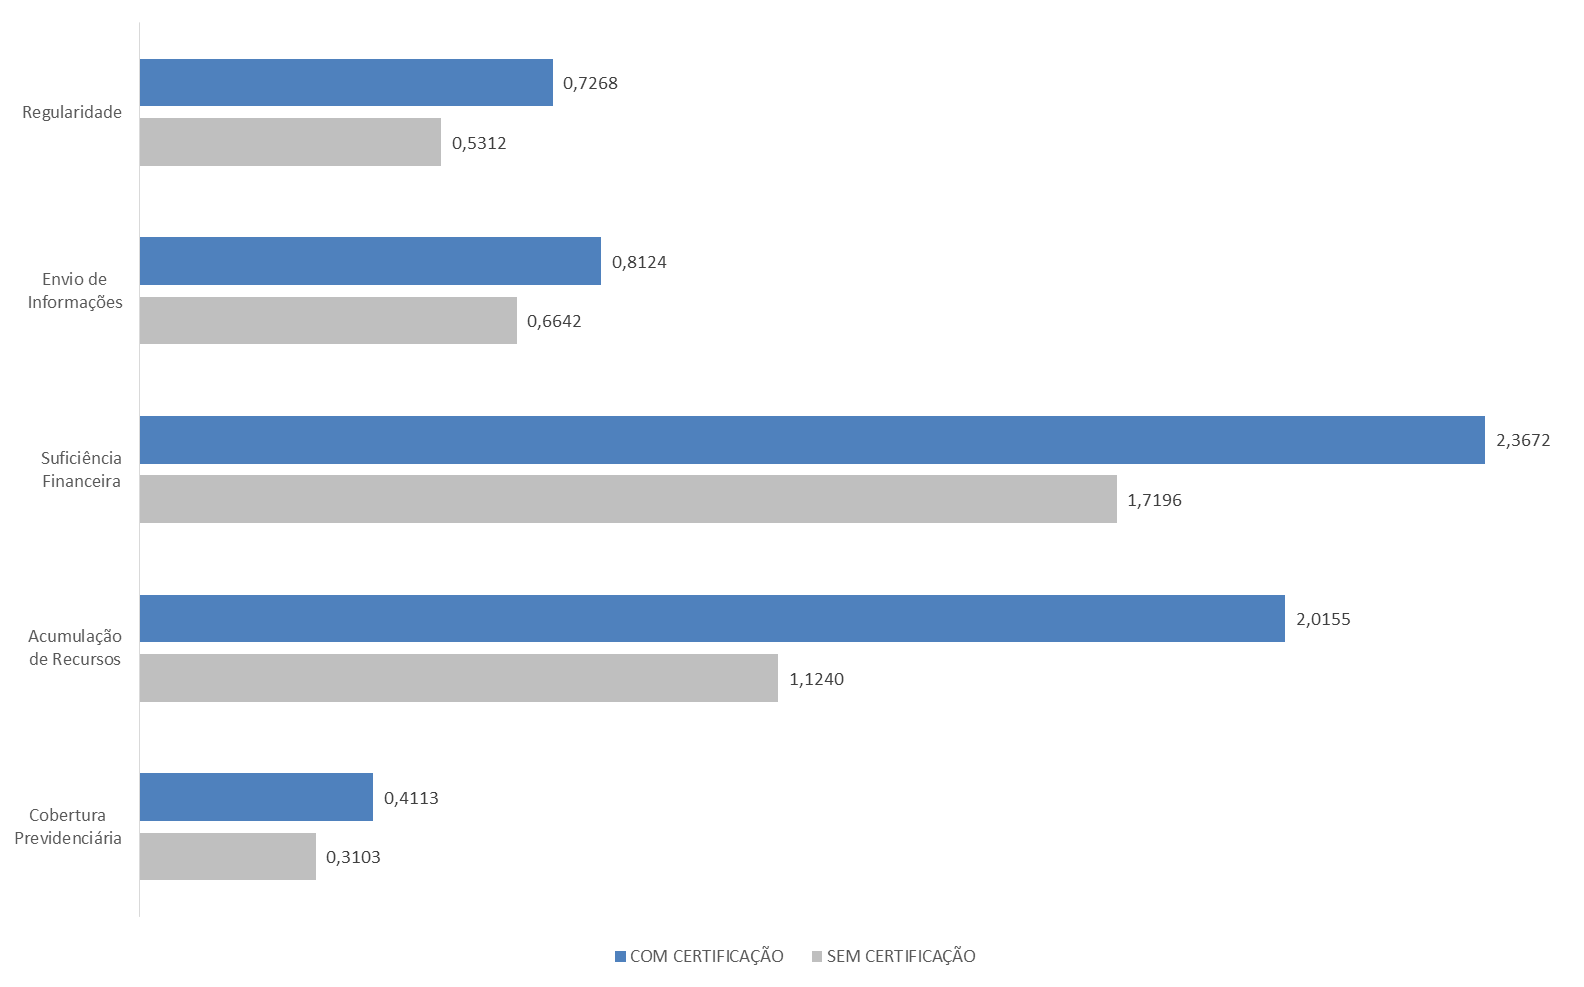 Regularidade
0,7268
0,5312
Envio de
Informações
0,8124
0,6642
Suficiência
Financeira
2,3672
1,7196
Acumulação
de Recursos
2,0155
1,1240
Cobertura
Previdenciária
0,4113
0,3103
COM CERTIFICAÇÃO
SEM CERTIFICAÇÃO